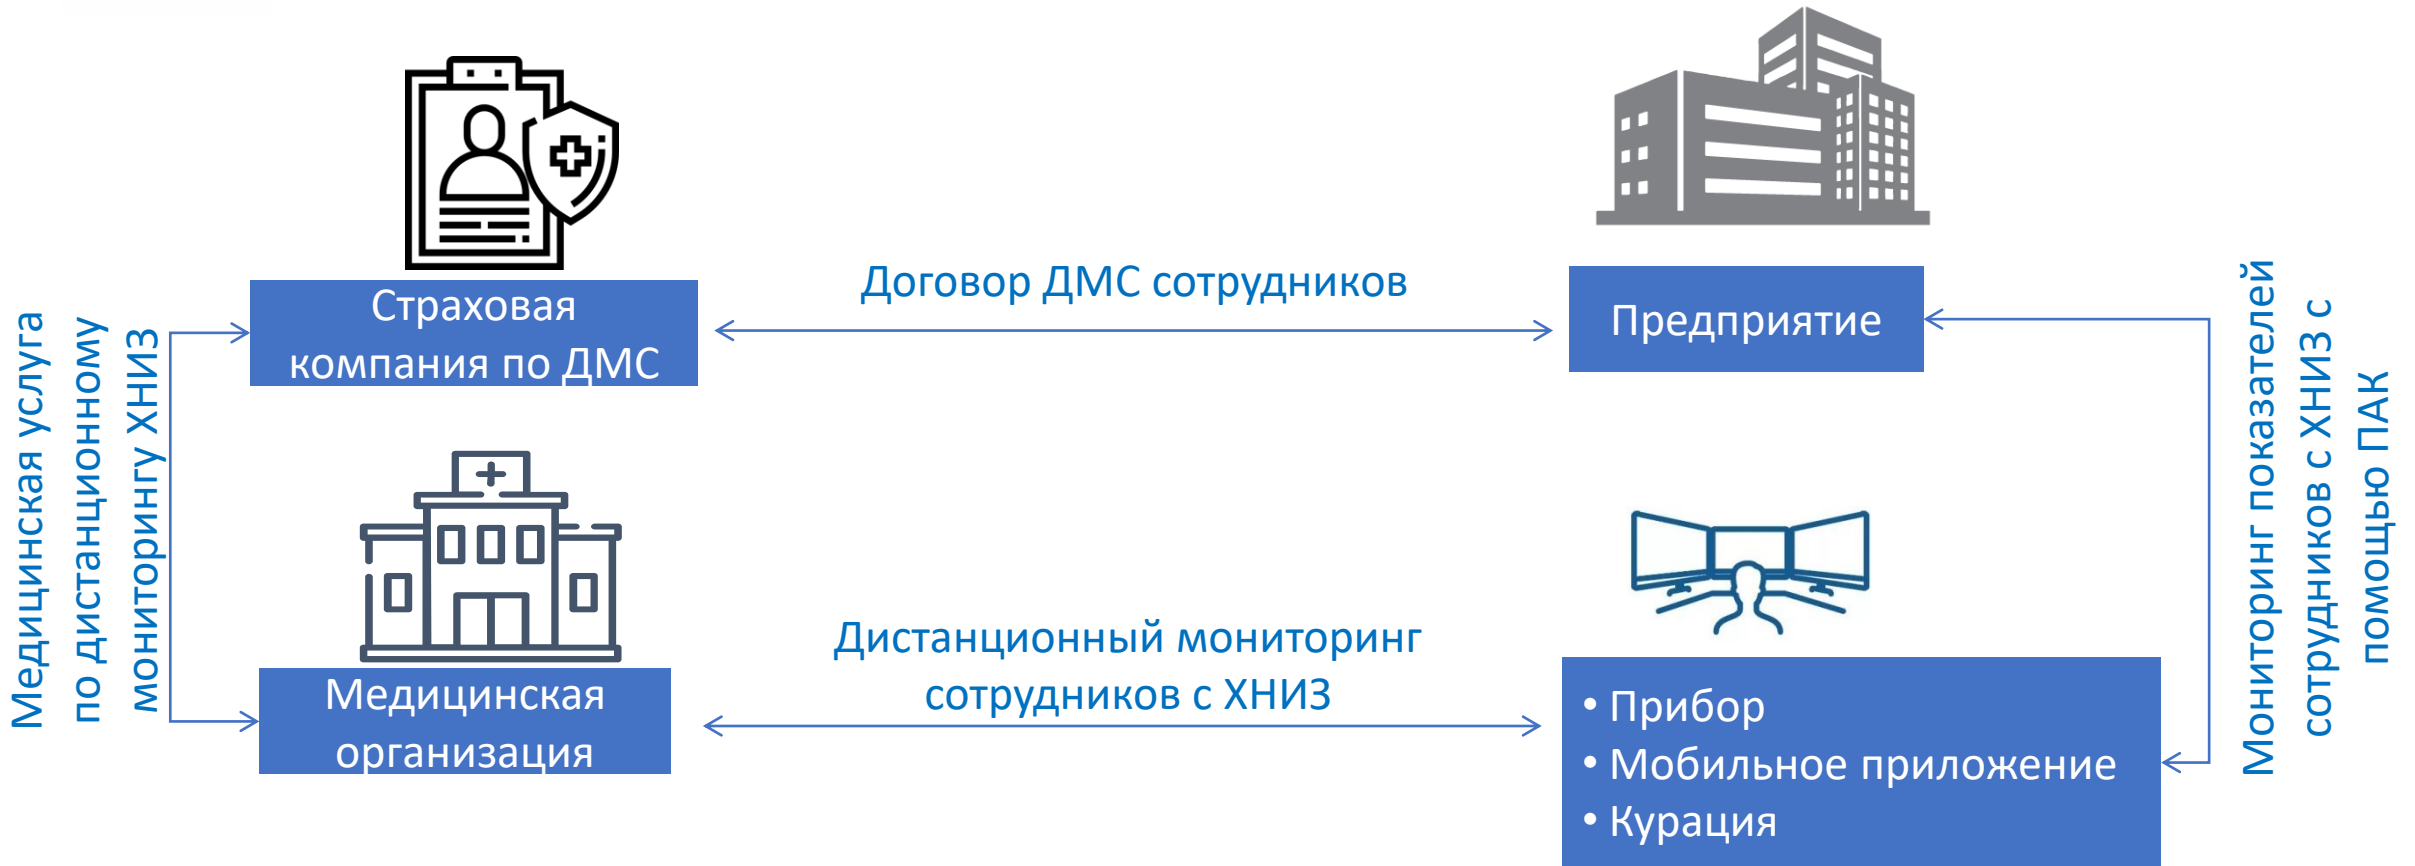 Медицинская услуга
по дистанционному
мониторингу ХНИЗ
Страховая
компания по ДМС
Договор ДМС сотрудников
Предприятие
Мониторинг показателей
сотрудников с ХНИЗ с
помощью ПАК
Медицинская
организация
Дистанционный мониторинг
сотрудников с ХНИЗ
• Прибор
• Мобильное приложение
• Курация